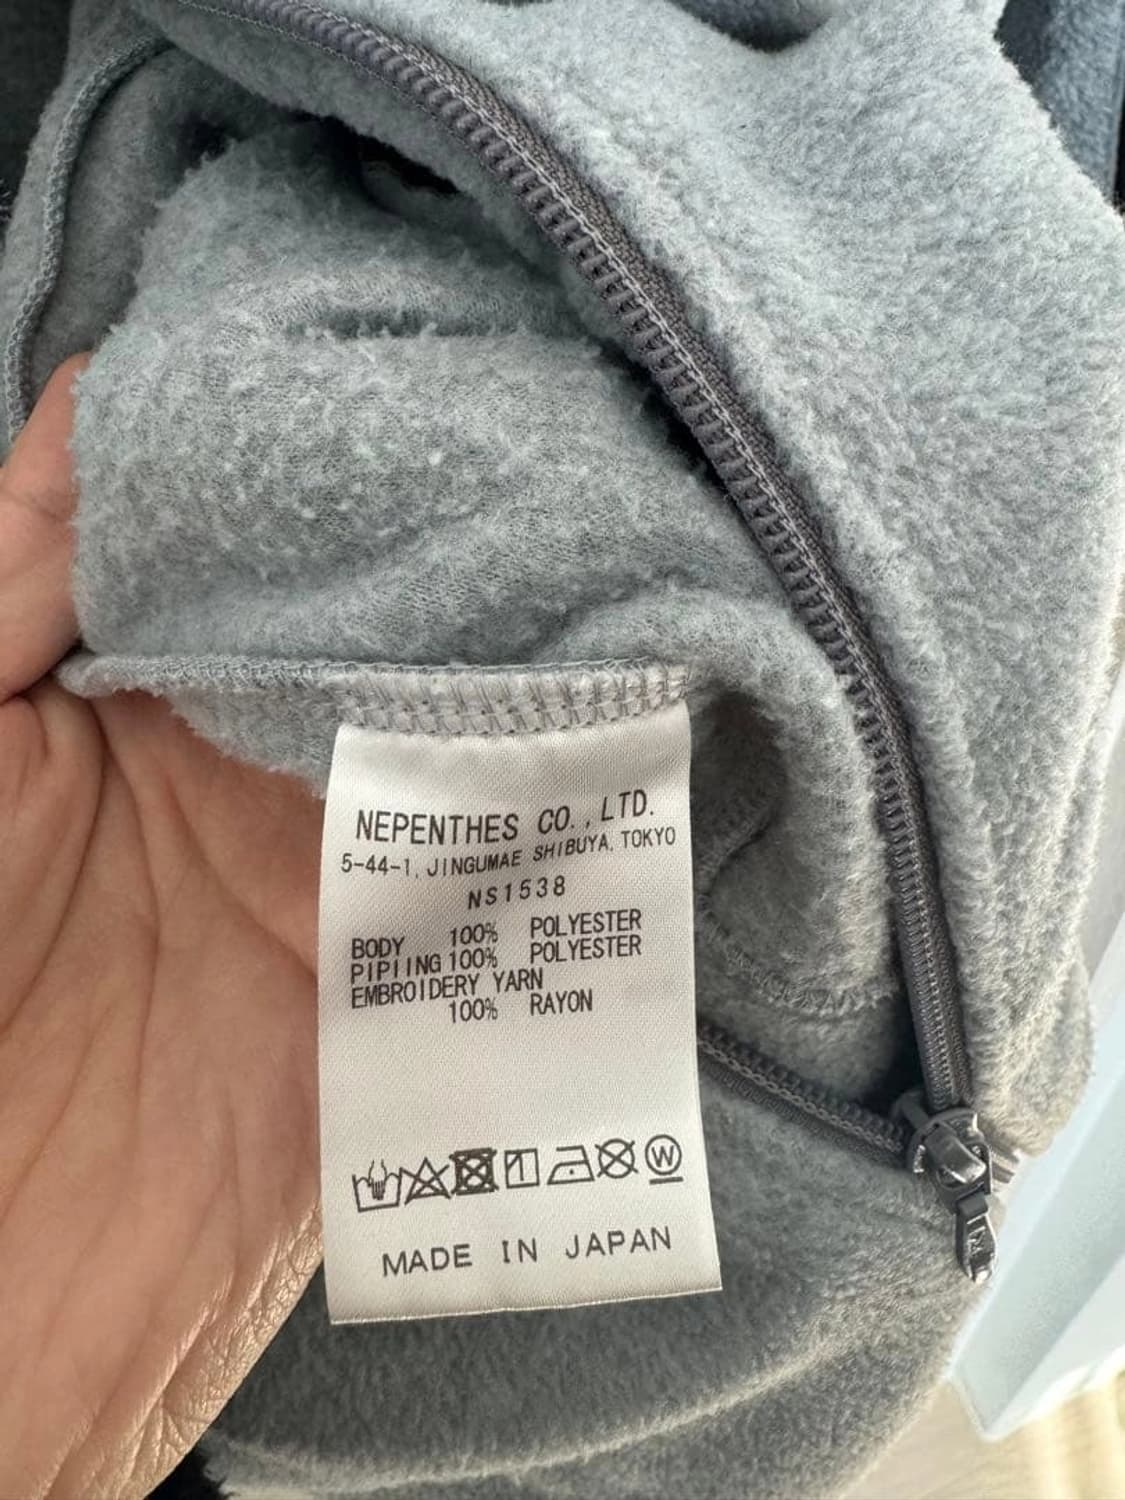 NEPENTHES CO.,LTD.
5-44-1, JINGUMAE SHIBUYA, TOKYO
NS1538
BODY 100% POLYESTER
PIPIING 100% POLYESTER
EMBROIDERY YARN
100% RAYON
W
MADE IN JAPAN